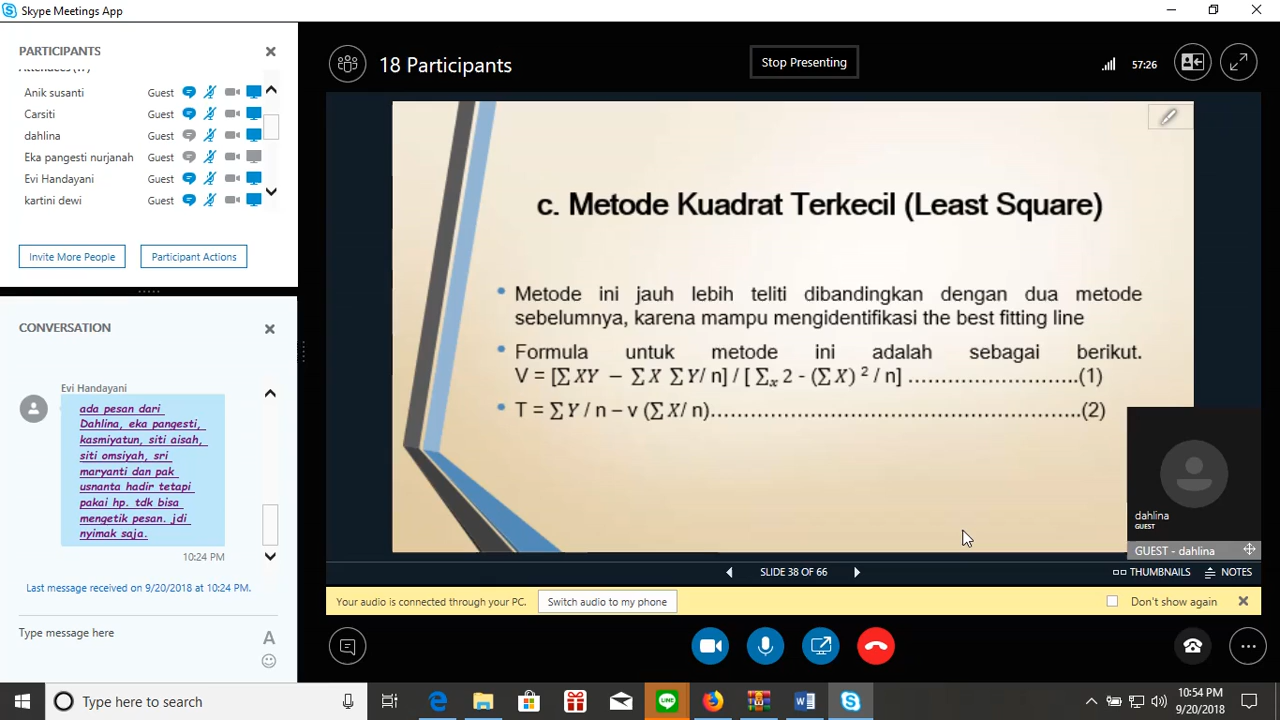 Skype Meetings App
PARTICIPANTS
Anik susanti Guest
Carsiti Guest
dahlina Guest
Eka pangesti nurjanah Guest
Evi Handayani Guest
kartini dewi Guest
Invite More People Participant Actions
CONVERSATION
Evi Handayani
ada pesan dari
Dahlina, eka pangesti,
kasmiyatun, siti aisah,
siti omsiyah, sri
maryanti dan pak
usnanta hadir tetapi
pakai hp. tdk bisa
mengetik pesan. jdi
nyimak saja.
10:24 PM
Last message received on 9/20/2018 at 10:24 PM.
Type message here
A
18 Participants
Stop Presenting
57:26
c. Metode Kuadrat Terkecil (Least Square)
• Metode ini jauh lebih teliti dibandingkan dengan dua metode
sebelumnya, karena mampu mengidentifikasi the best fitting line
• Formula untuk metode ini adalah sebagai berikut.
V = [∑ XY – ∑ X ∑ Y/ n] / [ ∑ₓ 2 - (∑ X) ² / n] ..........................(1)
• T = ∑ Y / n – v (∑ X/ n)..........................................................(2)
dahlina
GUEST
GUEST - dahlina
SLIDE 38 OF 66
THUMBNAILS NOTES
Your audio is connected through your PC. Switch audio to my phone Don't show again
Type here to search
LINE
10:54 PM
9/20/2018